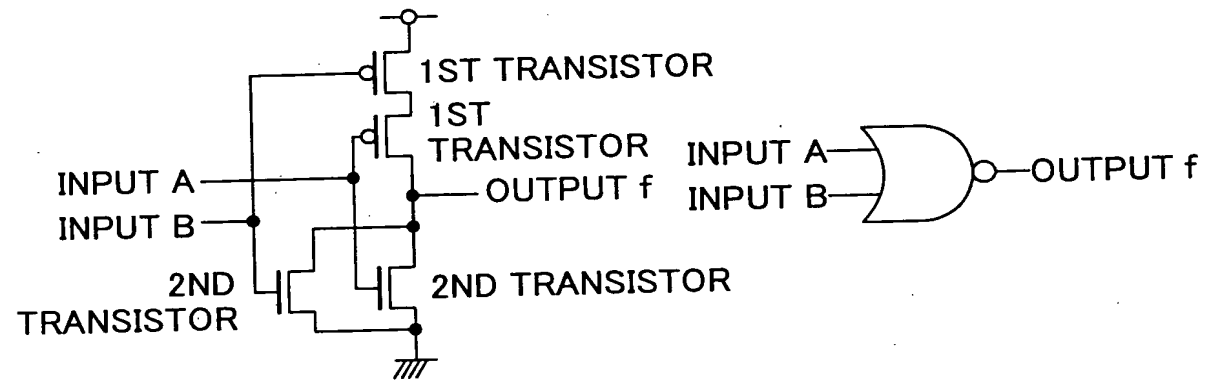 1ST TRANSISTOR
1ST
TRANSISTOR
INPUT A
INPUT B
OUTPUT f
2ND
TRANSISTOR
2ND TRANSISTOR
INPUT A
INPUT B
OUTPUT f